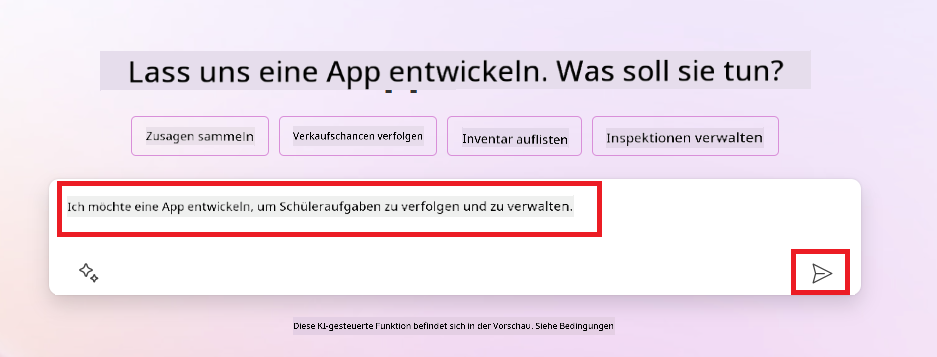 Lass uns eine App entwickeln. Was soll sie tun?
Zusagen sammeln
Verkaufschancen verfolgen
Inventar auflisten
Inspektionen verwalten
Ich möchte eine App entwickeln, um Schüleraufgaben zu verfolgen und zu verwalten.
Diese KI-gesteuerte Funktion befindet sich in der Vorschau. Siehe Bedingungen